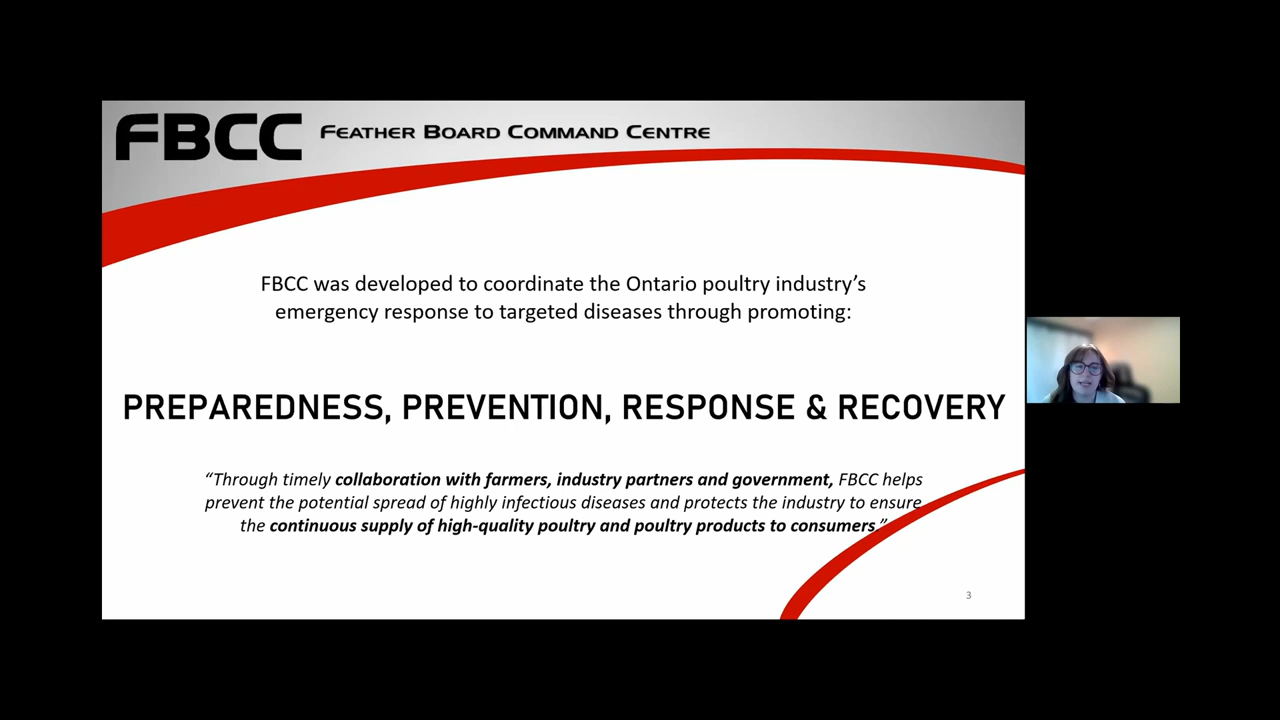 FBCC FEATHER BOARD COMMAND CENTRE
FBCC was developed to coordinate the Ontario poultry industry’s
emergency response to targeted diseases through promoting:
PREPAREDNESS, PREVENTION, RESPONSE & RECOVERY
“Through timely collaboration with farmers, industry partners and government, FBCC helps
prevent the potential spread of highly infectious diseases and protects the industry to ensure
the continuous supply of high-quality poultry and poultry products to consumers.”
3